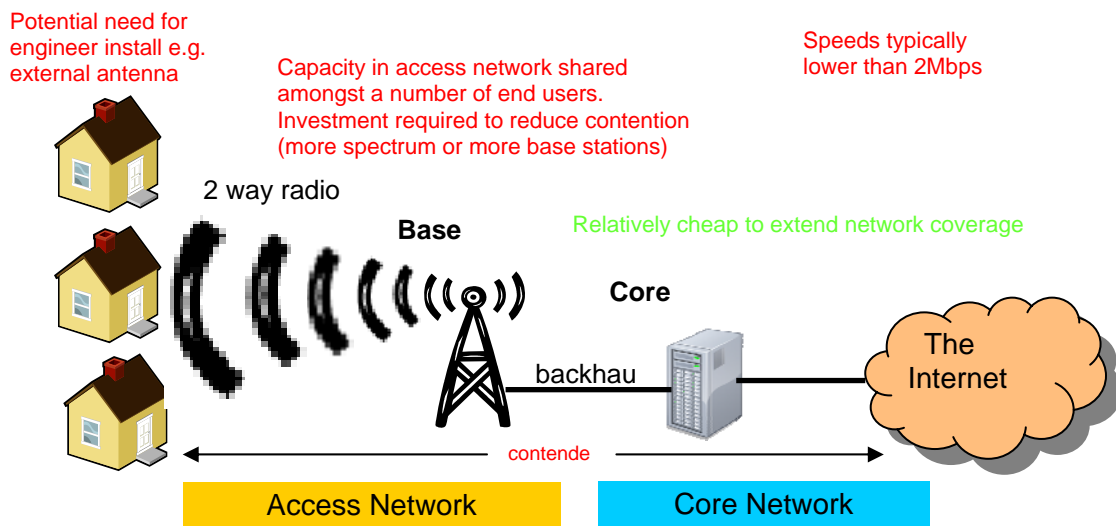 Potential need for
engineer install e.g.
external antenna
Capacity in access network shared
amongst a number of end users.
Investment required to reduce contention
(more spectrum or more base stations)
Speeds typically
lower than 2Mbps
2 way radio
Base
Relatively cheap to extend network coverage
Core
The
Internet
backhau
contende
Access Network
Core Network